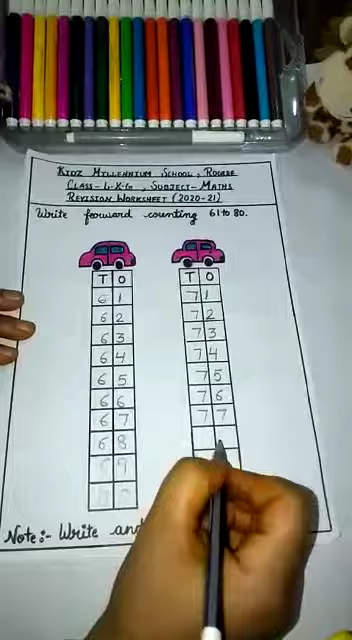 KIDZ MILLENNIUM SCHOOL, ROORKEE
CLASS- L.K.G, SUBJECT- MATHS
REVISION WORKSHEET (2020-21)
Write forward counting 61 to 80.
T O
6 1
6 2
6 3
6 4
6 5
6 6
6 7
6 8
T O
7 1
7 2
7 3
7 4
7 5
7 6
7 7
Note:- Write and